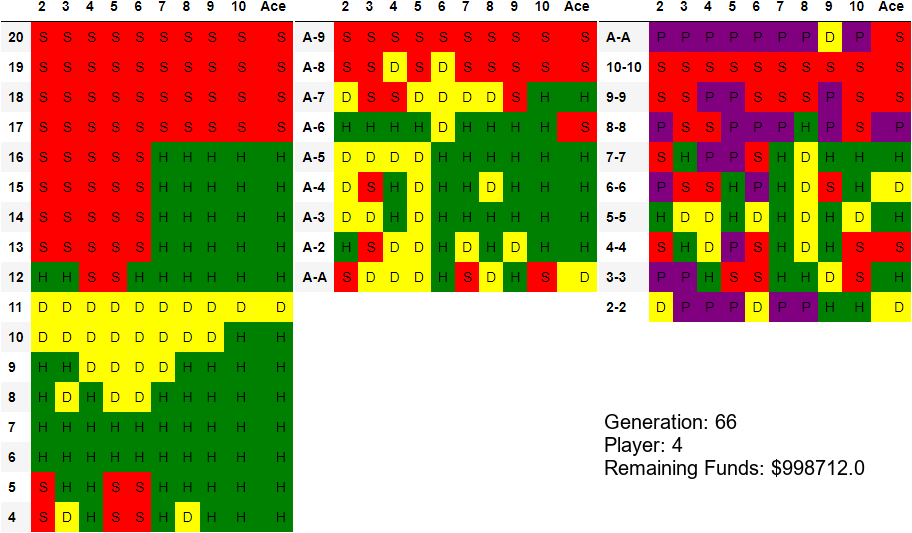 2 3 4 5 6 7 8 9 10 Ace 2 3 4 5 6 7 8 9 10 Ace 2 3 4 5 6 7 8 9 10 Ace
20 S S S S S S S S S S A-9 S S S S S S S S S S A-A P P P P P P P D P S
19 S S S S S S S S S S A-8 S S D S D S S S S S 10-10 S S S S S S S S S S
18 S S S S S S S S S S A-7 D S S D D D D S H H 9-9 S S P P S S S P S S
17 S S S S S S S S S S A-6 H H H H D H H H H S 8-8 P S S P P P H P S P
16 S S S S S H H H H H A-5 D D D D H H H H H H 7-7 S H P P S H D H H H
15 S S S S S H H H H H A-4 D S H D H H D H H H 6-6 P S S H P H D S H D
14 S S S S S H H H H H A-3 D D H D H H H H H H 5-5 H D D H D H D H D H
13 S S S S S H H H H H A-2 H S D D H D H D H H 4-4 S H D P S H D H S S
12 H H S S H H H H H H A-A S D D D H S D H S D 3-3 P P H S S H H D S H
11 D D D D D D D D D D 2-2 D P P P D P P H H D
10 D D D D D D D D H H
9 H H D D D D H H H H
8 H D H D D H H H H H
7 H H H H H H H H H H
6 H H H H H H H H H H
5 S H H S S H H H H H
4 S D H S S H D H H H
Generation: 66
Player: 4
Remaining Funds: $998712.0